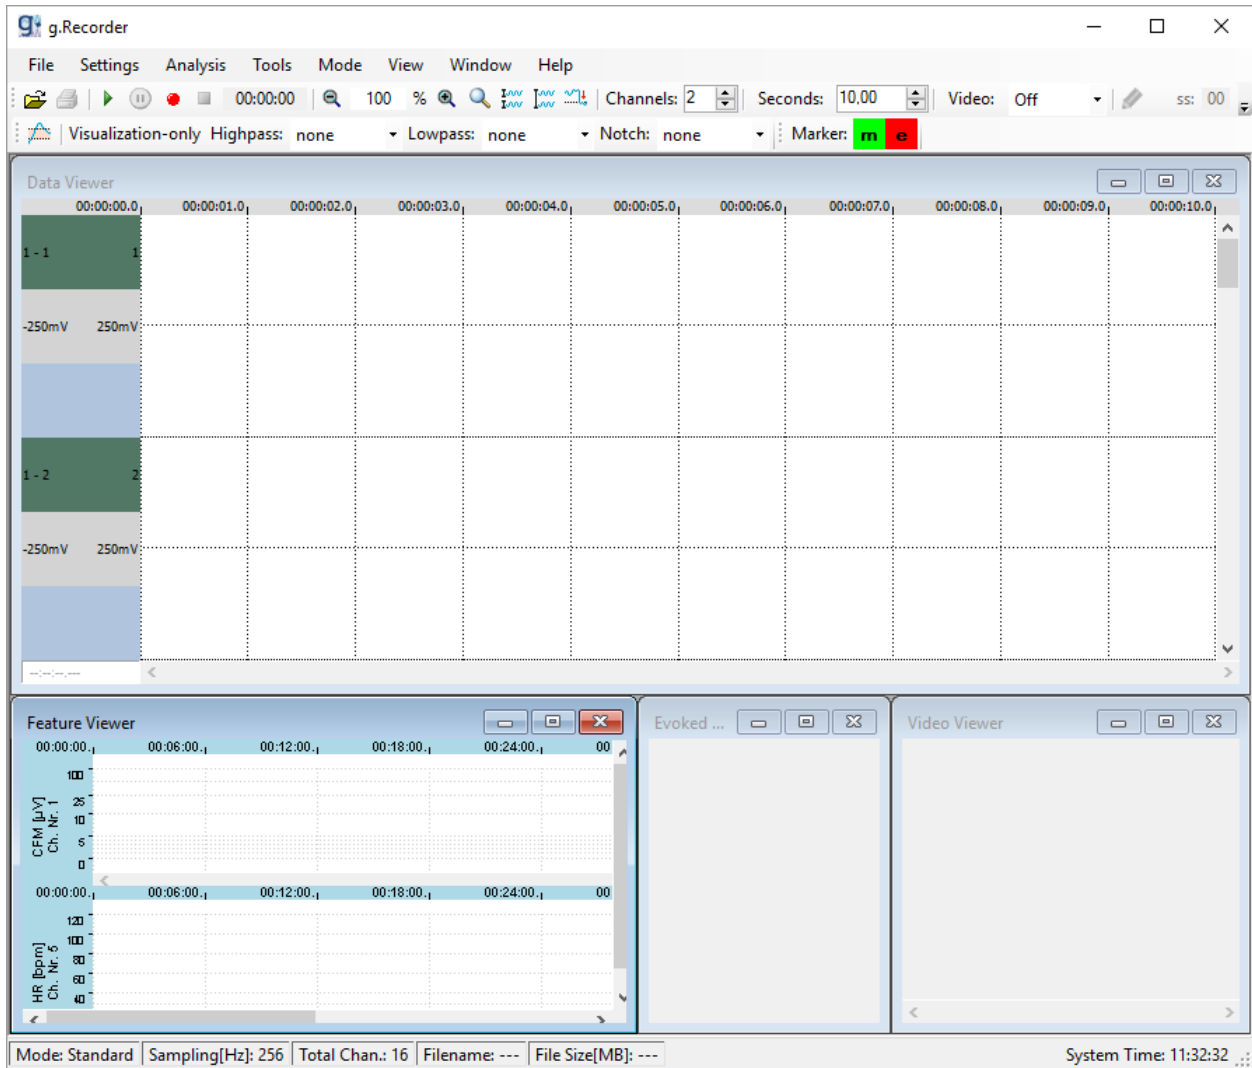 g.Recorder
File Settings Analysis Tools Mode View Window Help
00:00:00 100 % Channels: 2 Seconds: 10,00 Video: Off ss: 00
Visualization-only Highpass: none Lowpass: none Notch: none Marker: m e
Data Viewer
00:00:00.0 00:00:01.0 00:00:02.0 00:00:03.0 00:00:04.0 00:00:05.0 00:00:06.0 00:00:07.0 00:00:08.0 00:00:09.0 00:00:10.0
1 - 1 1
-250mV 250mV
1 - 2 2
-250mV 250mV
--:--:--.---
Feature Viewer
00:00:00. 00:06:00. 00:12:00. 00:18:00. 00:24:00. 00
CFM [µV]
Ch. Nr. 1
100
25
10
5
0
00:00:00. 00:06:00. 00:12:00. 00:18:00. 00:24:00. 00
HR [bpm]
Ch. Nr. 5
120
100
80
60
40
Evoked ...
Video Viewer
Mode: Standard Sampling[Hz]: 256 Total Chan.: 16 Filename: --- File Size[MB]: --- System Time: 11:32:32